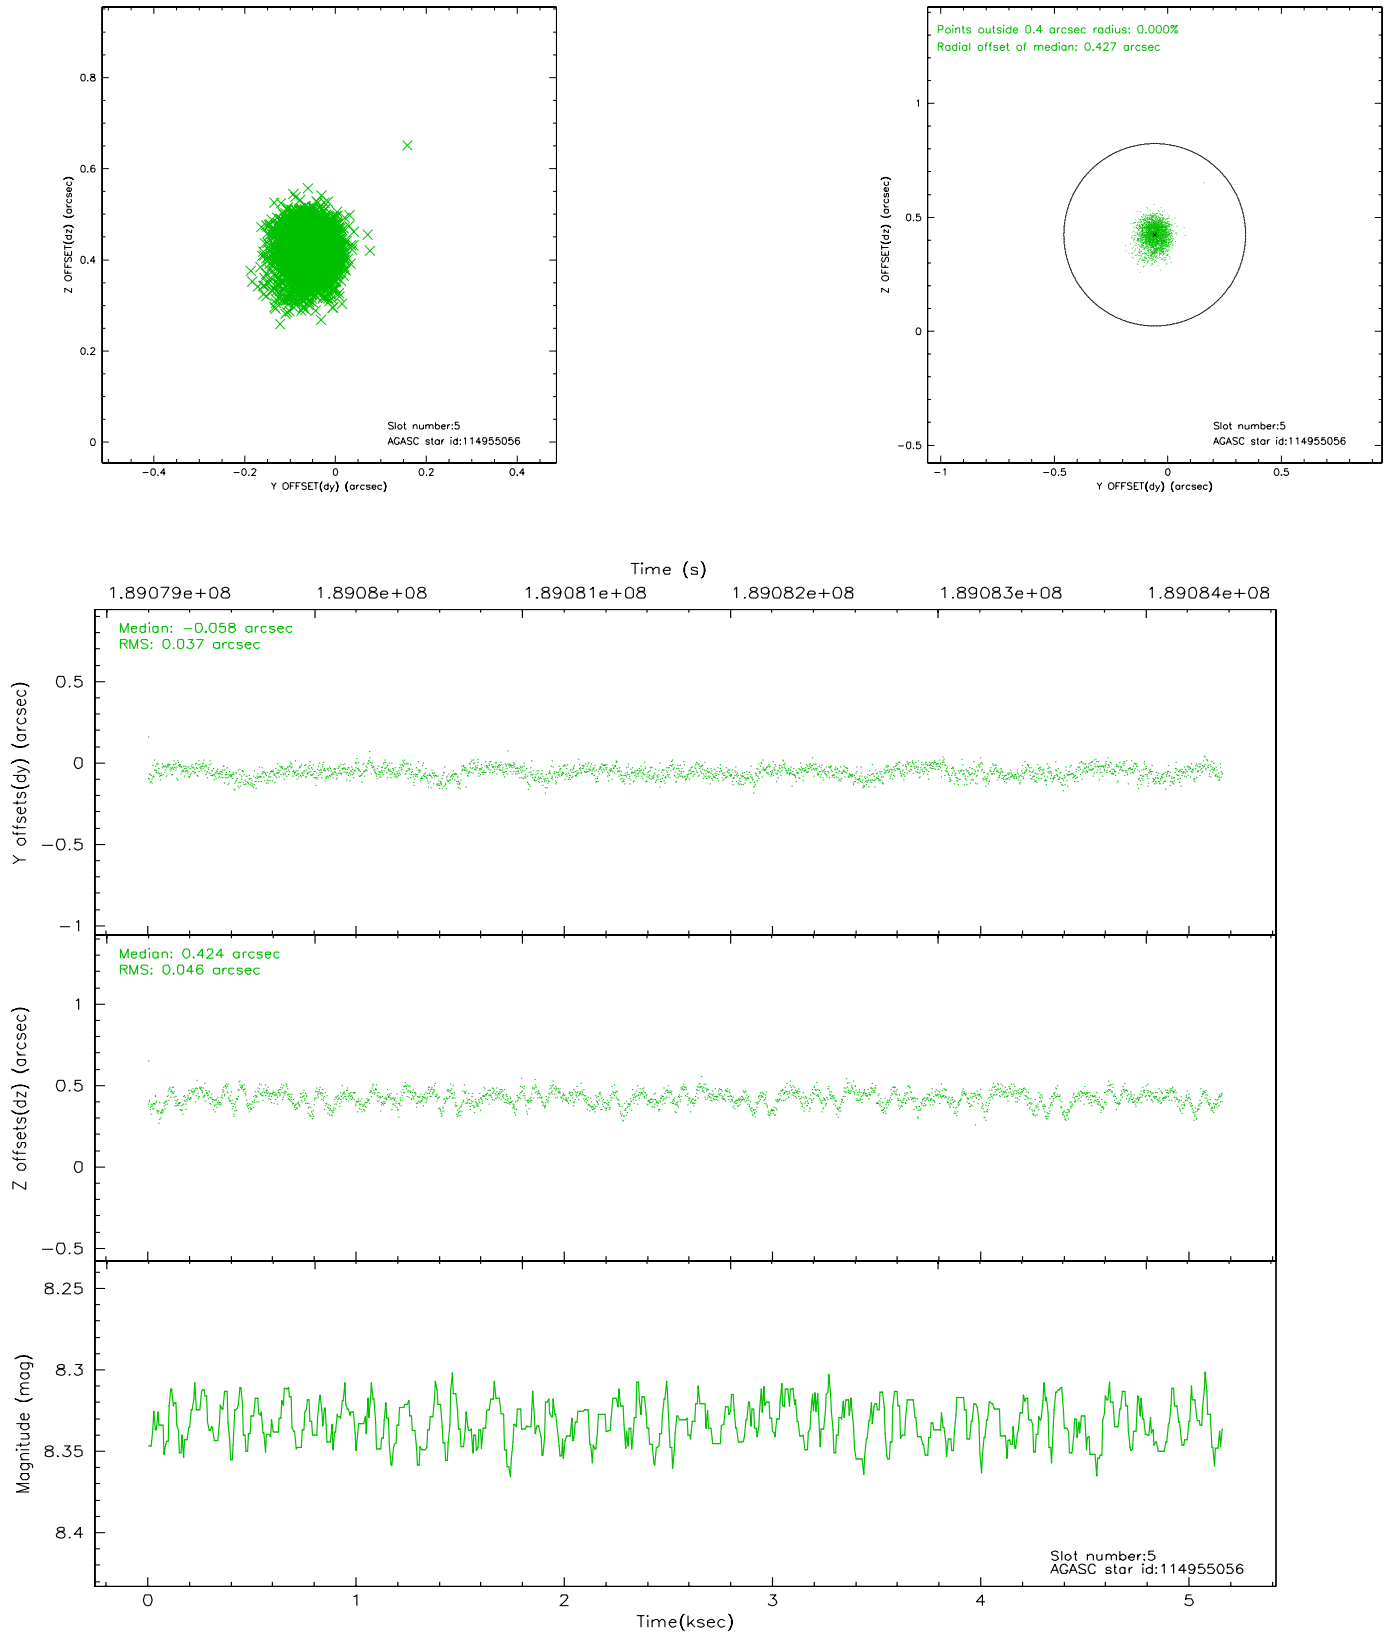 0.8
0.6
0.4
0.2
0
Z OFFSET(dz) (arcsec)
Slot number:5
AGASC star id:114955056
−0.4 −0.2 0 0.2 0.4
Y OFFSET(dy) (arcsec)
Points outside 0.4 arcsec radius: 0.000%
Radial offset of median: 0.427 arcsec
1
0.5
0
−0.5
Z OFFSET(dz) (arcsec)
Slot number:5
AGASC star id:114955056
−1 −0.5 0 0.5
Y OFFSET(dy) (arcsec)
Time (s)
1.89079e+08 1.8908e+08 1.89081e+08 1.89082e+08 1.89083e+08 1.89084e+08
Median: −0.058 arcsec
RMS: 0.037 arcsec
0.5
0
−0.5
−1
Y offsets(dy) (arcsec)
Median: 0.424 arcsec
RMS: 0.046 arcsec
1
0.5
0
−0.5
Z offsets(dz) (arcsec)
8.25
8.3
8.35
8.4
Magnitude (mag)
Slot number:5
AGASC star id:114955056
0 1 2 3 4 5
Time(ksec)